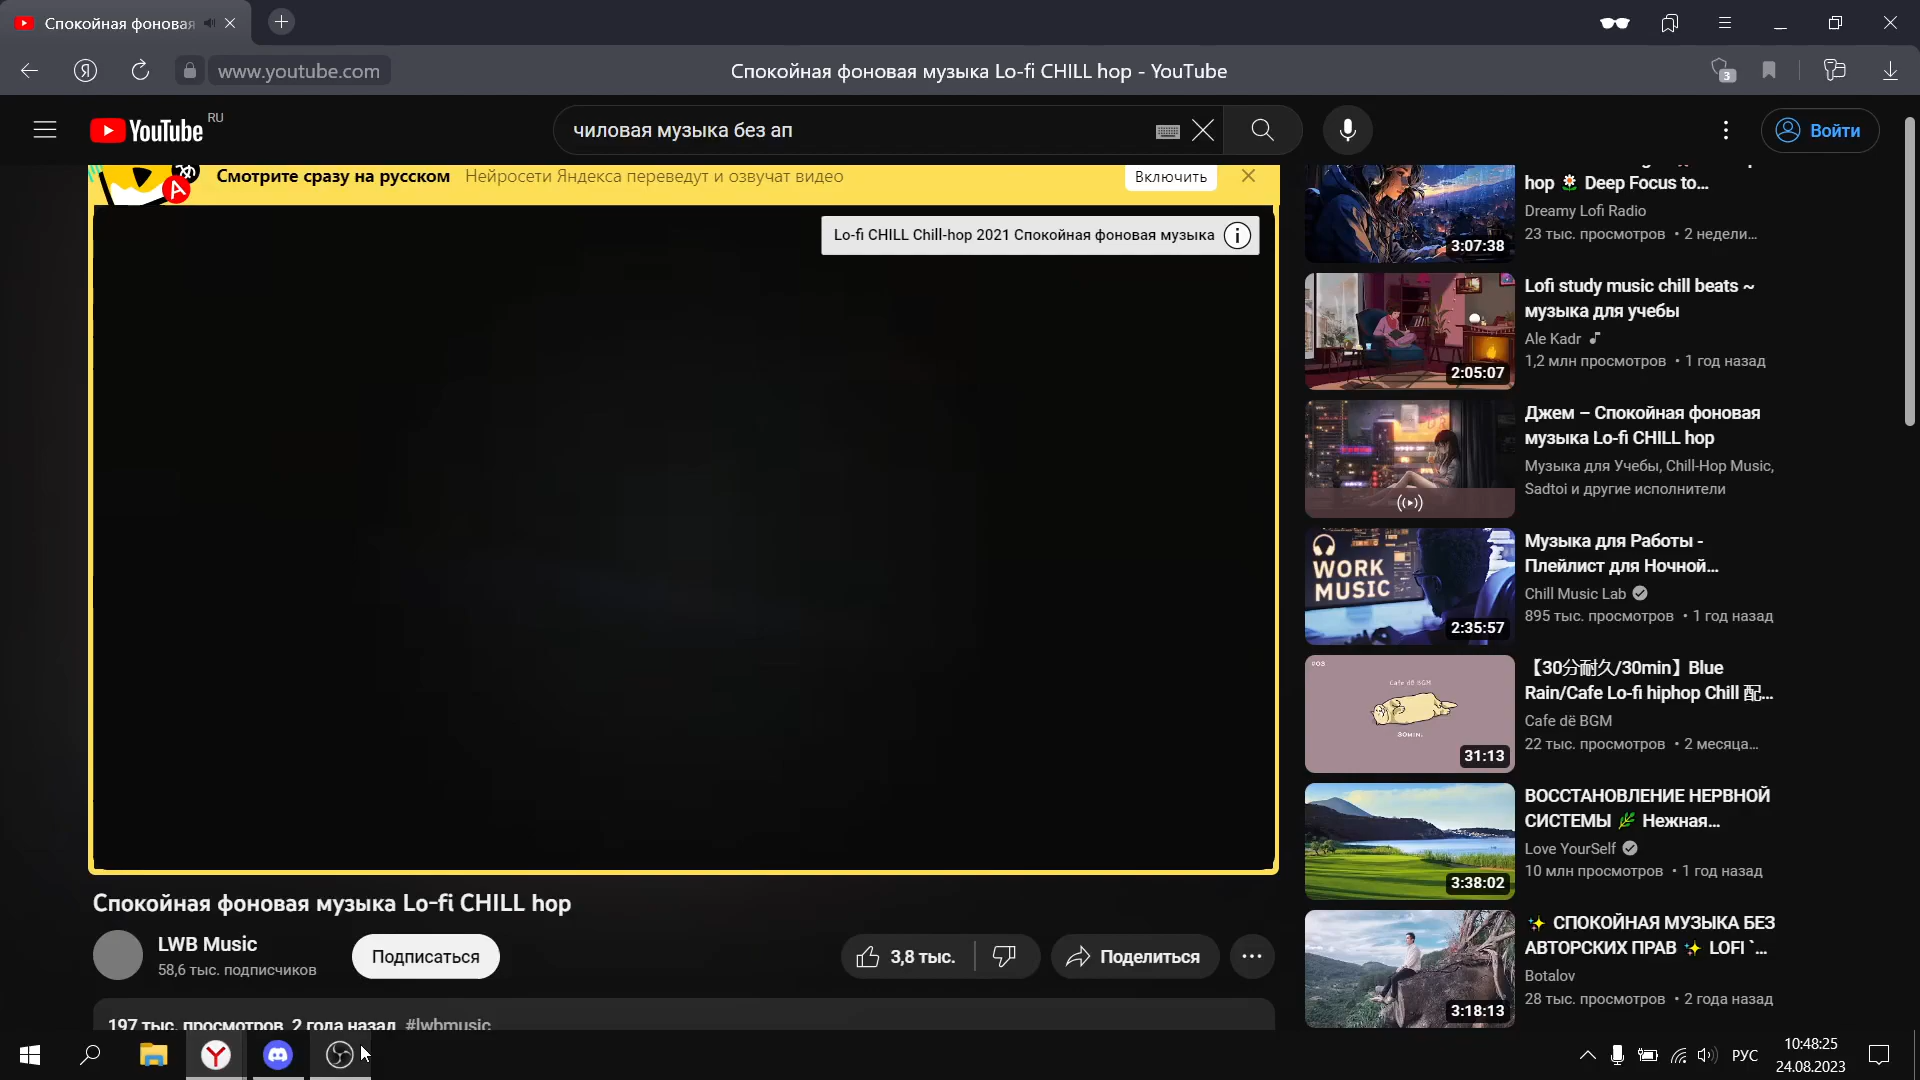 Спокойная фоновая
www.youtube.com
Спокойная фоновая музыка Lo-fi CHILL hop - YouTube
3
YouTube
RU
чиловая музыка без ап
Войти
Смотрите сразу на русском Нейросети Яндекса переведут и озвучат видео
Включить
Lo-fi CHILL Chill-hop 2021 Спокойная фоновая музыка
Спокойная фоновая музыка Lo-fi CHILL hop
LWB Music
58,6 тыс. подписчиков
Подписаться
3,8 тыс.
Поделиться
197 тыс. просмотров 2 года назад #lwbmusic
hop 🌼 Deep Focus to...
Dreamy Lofi Radio
23 тыс. просмотров • 2 недели...
3:07:38
Lofi study music chill beats ~
музыка для учебы
Ale Kadr ♪
1,2 млн просмотров • 1 год назад
2:05:07
Джем – Спокойная фоновая
музыка Lo-fi CHILL hop
Музыка для Учебы, Chill-Hop Music,
Sadtoi и другие исполнители
WORK
MUSIC
2:35:57
Музыка для Работы -
Плейлист для Ночной...
Chill Music Lab
895 тыс. просмотров • 1 год назад
Cafe dë BGM
30MIN.
31:13
【30分耐久/30min】Blue
Rain/Cafe Lo-fi hiphop Chill 配...
Cafe dë BGM
22 тыс. просмотров • 2 месяца...
3:38:02
ВОССТАНОВЛЕНИЕ НЕРВНОЙ
СИСТЕМЫ 🌿 Нежная...
Love YourSelf
10 млн просмотров • 1 год назад
3:18:13
✨ СПОКОЙНАЯ МУЗЫКА БЕЗ
АВТОРСКИХ ПРАВ ✨ LOFI `...
Botalov
28 тыс. просмотров • 2 года назад
РУС
10:48:25
24.08.2023